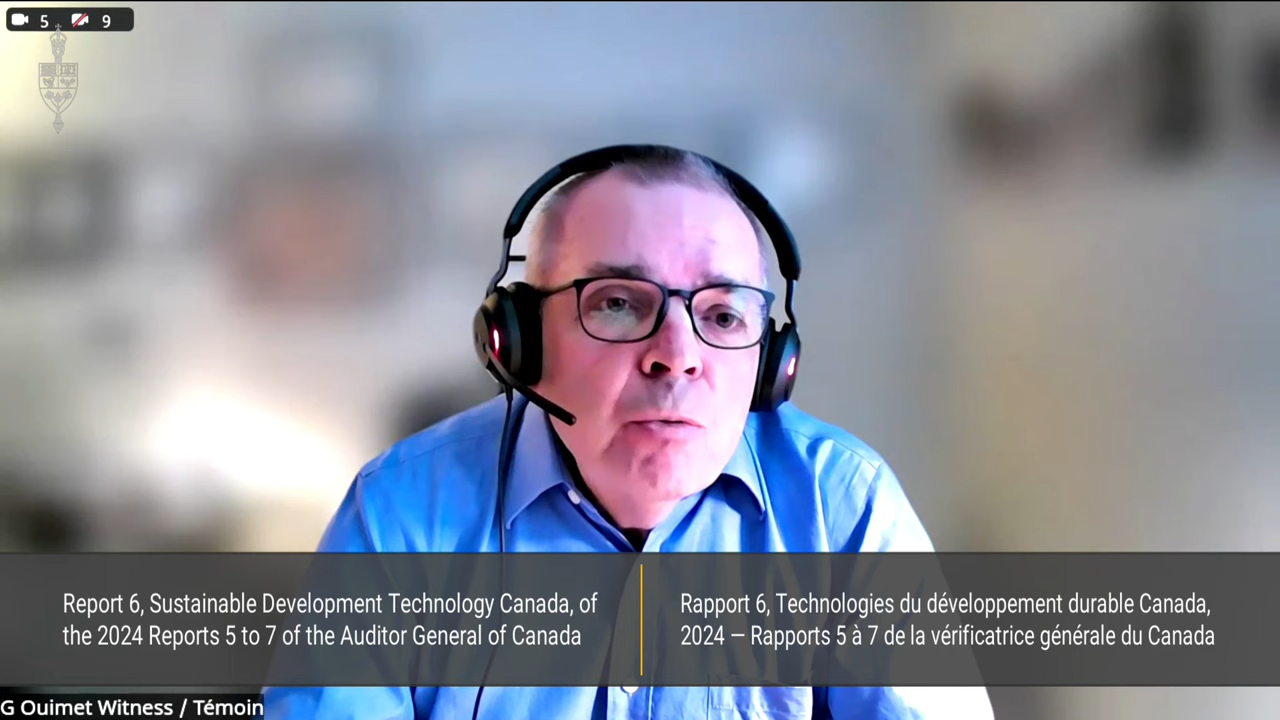 5 9
Report 6, Sustainable Development Technology Canada, of
the 2024 Reports 5 to 7 of the Auditor General of Canada
Rapport 6, Technologies du développement durable Canada,
2024 – Rapports 5 à 7 de la vérificatrice générale du Canada
G Ouimet Witness / Témoin